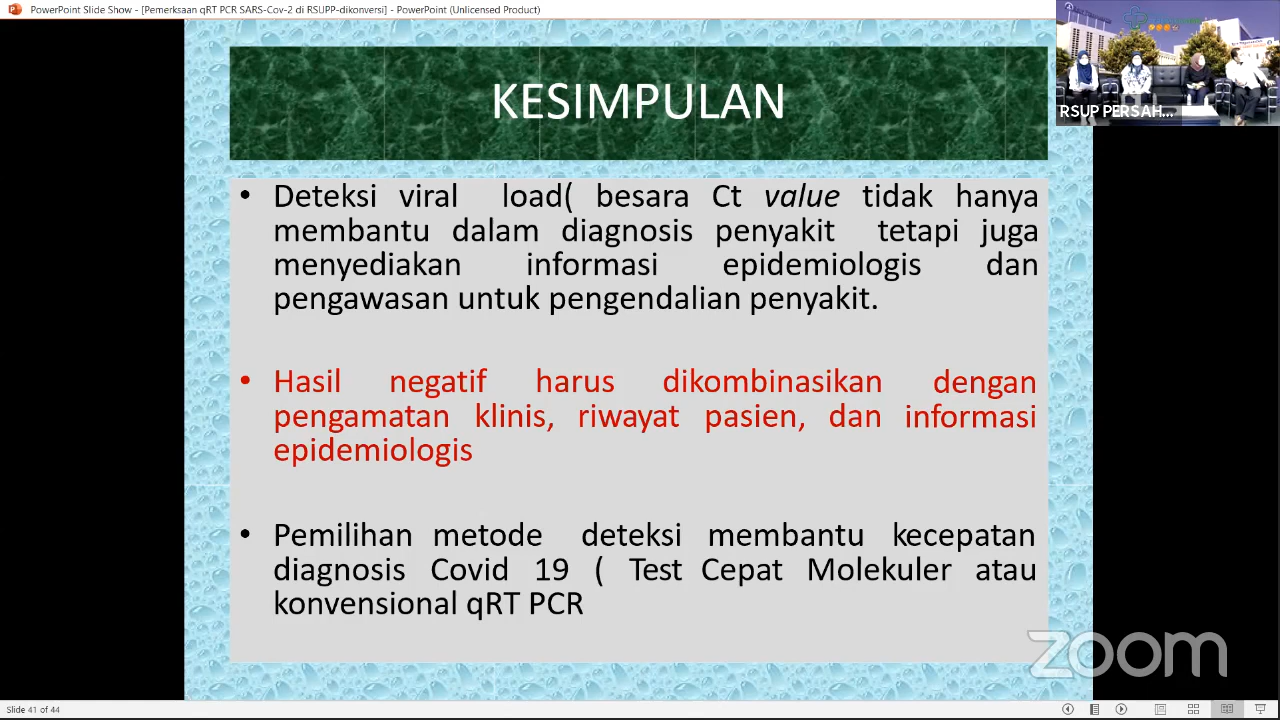 PowerPoint Slide Show - [Pemerksaan qRT PCR SARS-Cov-2 di RSUPP-dikonversi] - PowerPoint (Unlicensed Product)
RSUP PERSAH...
KESIMPULAN
• Deteksi viral load( besara Ct value tidak hanya
membantu dalam diagnosis penyakit tetapi juga
menyediakan informasi epidemiologis dan
pengawasan untuk pengendalian penyakit.
• Hasil negatif harus dikombinasikan dengan
pengamatan klinis, riwayat pasien, dan informasi
epidemiologis
• Pemilihan metode deteksi membantu kecepatan
diagnosis Covid 19 ( Test Cepat Molekuler atau
konvensional qRT PCR
zoom
Slide 41 of 44